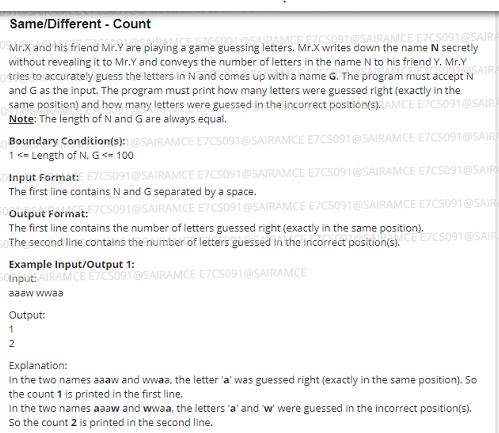 Same/Different - Count
Mr.X and his friend Mr.Y are playing a game guessing letters. Mr.X writes down the name N secretly
without revealing it to Mr.Y and conveys the number of letters in the name N to his friend Y. Mr.Y
tries to accurately guess the letters in N and comes up with a name G. The program must accept N
and G as the input. The program must print how many letters were guessed right (exactly in the
same position) and how many letters were guessed in the incorrect position(s).
Note: The length of N and G are always equal.
Boundary Condition(s):
1 <= Length of N, G <= 100
Input Format:
The first line contains N and G separated by a space.
Output Format:
The first line contains the number of letters guessed right (exactly in the same position).
The second line contains the number of letters guessed in the incorrect position(s).
Example Input/Output 1:
Input:
aaaw wwaa
Output:
1
2
Explanation:
In the two names aaaw and wwaa, the letter 'a' was guessed right (exactly in the same position). So
the count 1 is printed in the first line.
In the two names aaaw and wwaa, the letters 'a' and 'w' were guessed in the incorrect position(s).
So the count 2 is printed in the second line.